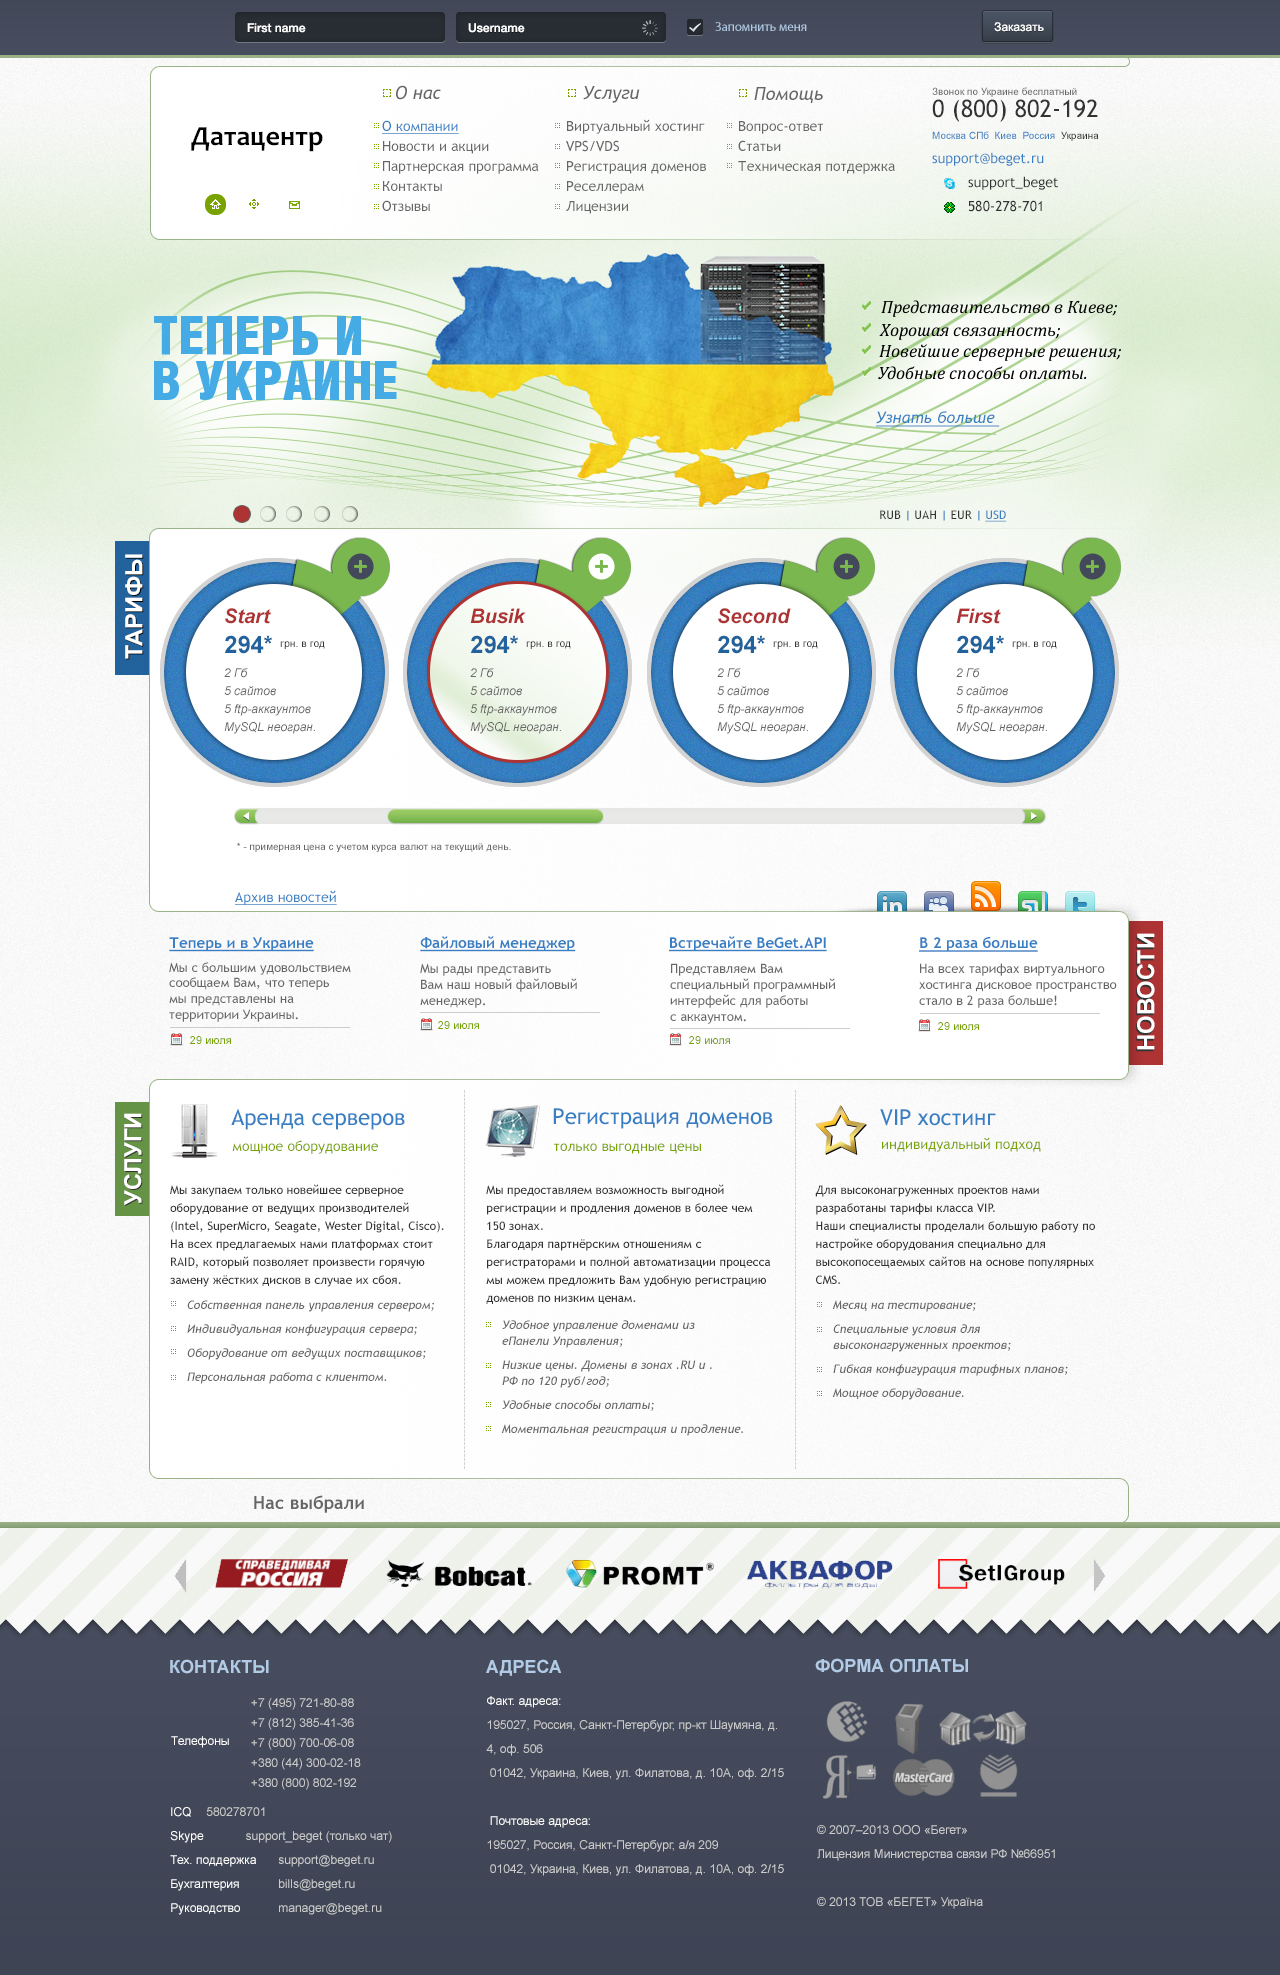 First name
Username
Запомнить меня
Заказать
Датацентр
О нас
О компании
Новости и акции
Партнерская программа
Контакты
Отзывы
Услуги
Виртуальный хостинг
VPS/VDS
Регистрация доменов
Реселлерам
Лицензии
Помощь
Вопрос-ответ
Статьи
Техническая потдержка
Звонок по Украине бесплатный
0 (800) 802-192
Москва СПб Киев Россия Украина
support@beget.ru
support_beget
580-278-701
ТЕПЕРЬ И
В УКРАИНЕ
Представительство в Киеве;
Хорошая связанность;
Новейшие серверные решения;
Удобные способы оплаты.
Узнать больше
RUB | UAH | EUR | USD
ТАРИФЫ
Start
294* грн. в год
2 Гб
5 сайтов
5 ftp-аккаунтов
MySQL неогран.
Busik
294* грн. в год
2 Гб
5 сайтов
5 ftp-аккаунтов
MySQL неогран.
Second
294* грн. в год
2 Гб
5 сайтов
5 ftp-аккаунтов
MySQL неогран.
First
294* грн. в год
2 Гб
5 сайтов
5 ftp-аккаунтов
MySQL неогран.
* - примерная цена с учетом курса валют на текущий день.
Архив новостей
in
НОВОСТИ
Теперь и в Украине
Мы с большим удовольствием
сообщаем Вам, что теперь
мы представлены на
территории Украины.
29 июля
Файловый менеджер
Мы рады представить
Вам наш новый файловый
менеджер.
29 июля
Встречайте BeGet.API
Представляем Вам
специальный программный
интерфейс для работы
с аккаунтом.
29 июля
В 2 раза больше
На всех тарифах виртуального
хостинга дисковое пространство
стало в 2 раза больше!
29 июля
УСЛУГИ
Аренда серверов
мощное оборудование
Мы закупаем только новейшее серверное
оборудование от ведущих производителей
(Intel, SuperMicro, Seagate, Wester Digital, Cisco).
На всех предлагаемых нами платформах стоит
RAID, который позволяет произвести горячую
замену жёстких дисков в случае их сбоя.
Собственная панель управления сервером;
Индивидуальная конфигурация сервера;
Оборудование от ведущих поставщиков;
Персональная работа с клиентом.
Регистрация доменов
только выгодные цены
Мы предоставляем возможность выгодной
регистрации и продления доменов в более чем
150 зонах.
Благодаря партнёрским отношениям с
регистраторами и полной автоматизации процесса
мы можем предложить Вам удобную регистрацию
доменов по низким ценам.
Удобное управление доменами из
еПанели Управления;
Низкие цены. Домены в зонах .RU и .
РФ по 120 руб/год;
Удобные способы оплаты;
Моментальная регистрация и продление.
VIP хостинг
индивидуальный подход
Для высоконагруженных проектов нами
разработаны тарифы класса VIP.
Наши специалисты проделали большую работу по
настройке оборудования специально для
высокопосещаемых сайтов на основе популярных
CMS.
Месяц на тестирование;
Специальные условия для
высоконагруженных проектов;
Гибкая конфигурация тарифных планов;
Мощное оборудование.
Нас выбрали
СПРАВЕДЛИВАЯ
РОССИЯ
Bobcat.
PROMT®
АКВАФОР
фильтры для воды
SetlGroup
КОНТАКТЫ
Телефоны
+7 (495) 721-80-88
+7 (812) 385-41-36
+7 (800) 700-06-08
+380 (44) 300-02-18
+380 (800) 802-192
ICQ 580278701
Skype support_beget (только чат)
Тех. поддержка support@beget.ru
Бухгалтерия bills@beget.ru
Руководство manager@beget.ru
АДРЕСА
Факт. адреса:
195027, Россия, Санкт-Петербург, пр-кт Шаумяна, д.
4, оф. 506
01042, Украина, Киев, ул. Филатова, д. 10А, оф. 2/15
Почтовые адреса:
195027, Россия, Санкт-Петербург, а/я 209
01042, Украина, Киев, ул. Филатова, д. 10А, оф. 2/15
ФОРМА ОПЛАТЫ
Я
MasterCard
© 2007–2013 ООО «Бегет»
Лицензия Министерства связи РФ №66951
© 2013 ТОВ «БЕГЕТ» Україна